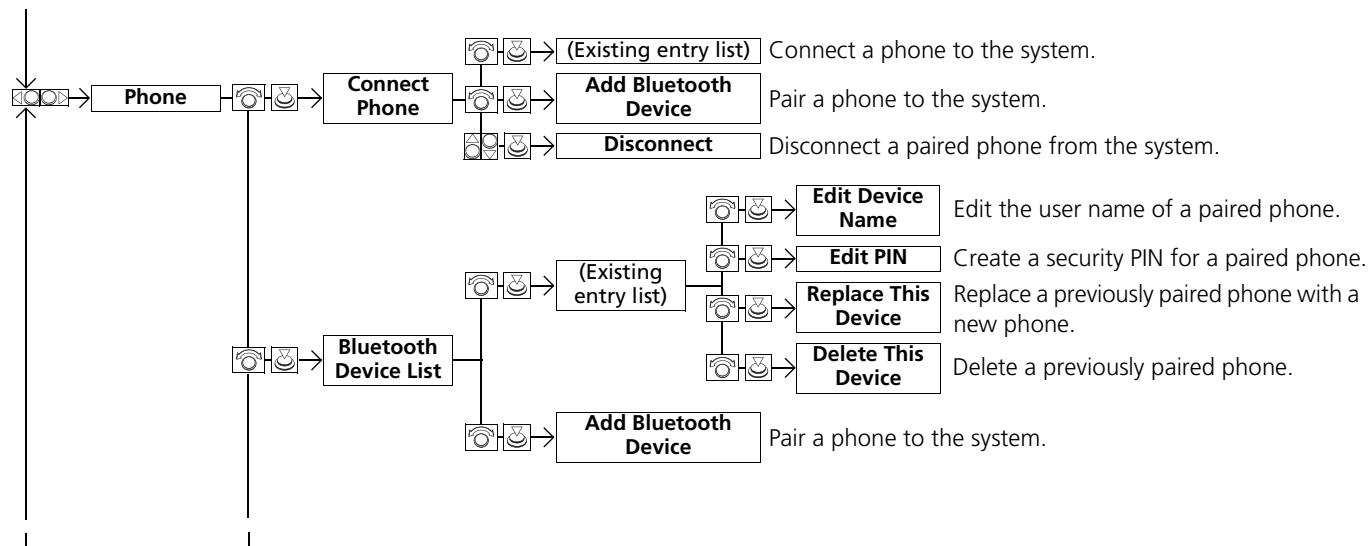 (Existing entry list) Connect a phone to the system.
Phone
Connect
Phone
Add Bluetooth
Device
Pair a phone to the system.
Disconnect Disconnect a paired phone from the system.
Edit Device
Name
Edit the user name of a paired phone.
(Existing
entry list)
Edit PIN Create a security PIN for a paired phone.
Replace This
Device
Replace a previously paired phone with a
new phone.
Bluetooth
Device List
Delete This
Device
Delete a previously paired phone.
Add Bluetooth
Device
Pair a phone to the system.